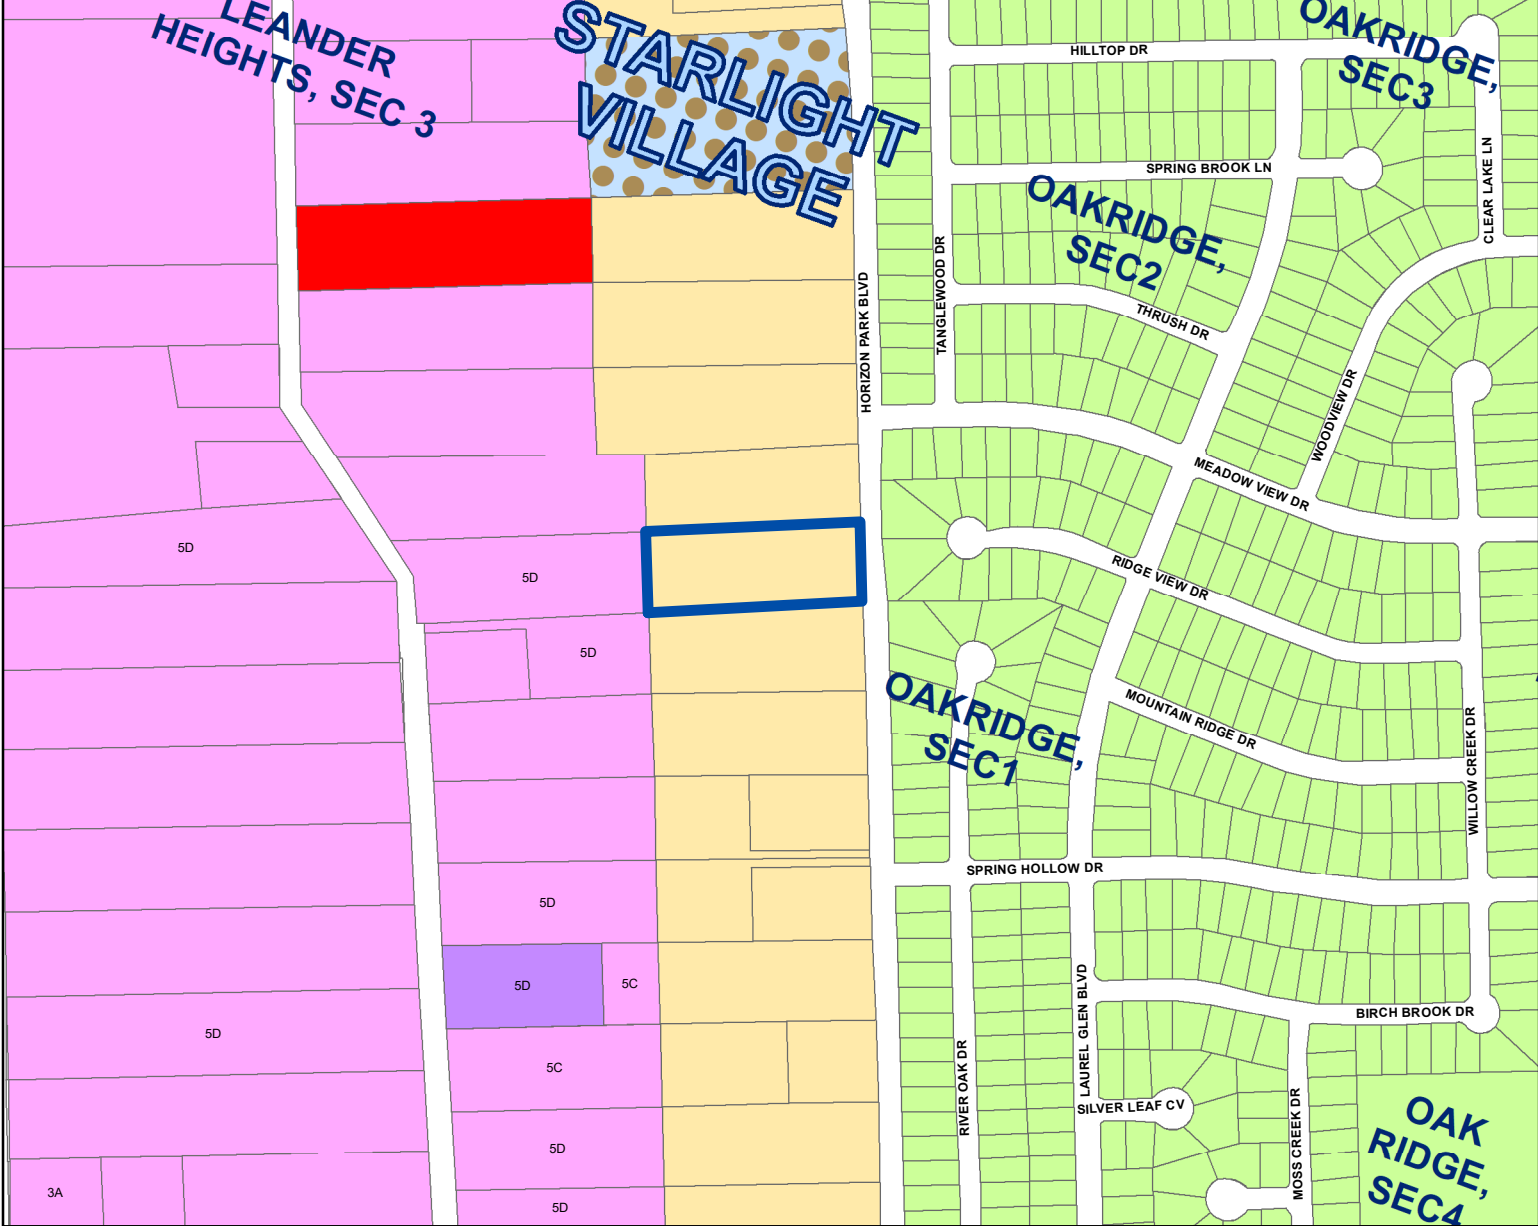 LEANDER
HEIGHTS, SEC 3
STARLIGHT
VILLAGE
OAKRIDGE,
SEC3
HILLTOP DR
SPRING BROOK LN
CLEAR LAKE LN
OAKRIDGE,
SEC2
TANGLEWOOD DR
HORIZON PARK BLVD
THRUSH DR
WOODVIEW DR
MEADOW VIEW DR
RIDGE VIEW DR
5D
5D
5D
OAKRIDGE,
SEC1
MOUNTAIN RIDGE DR
WILLOW CREEK DR
SPRING HOLLOW DR
5D
5D
5C
5D
5C
LAUREL GLEN BLVD
BIRCH BROOK DR
RIVER OAK DR
SILVER LEAF CV
MOSS CREEK DR
OAK
RIDGE,
SEC4
5D
3A
5D